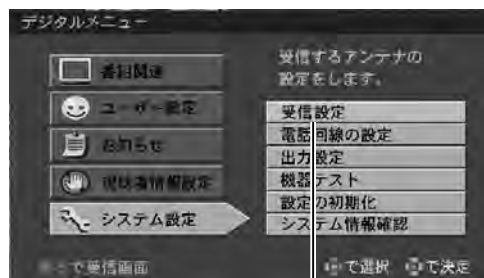 デジタルメニュー
番組関連
ユーザー設定
お知らせ
視聴者情報設定
システム設定
受信するアンテナの
設定をします。
受信設定
電話回線の設定
出力設定
機器テスト
設定の初期化
システム情報確認
で受信画面
で選択
で決定